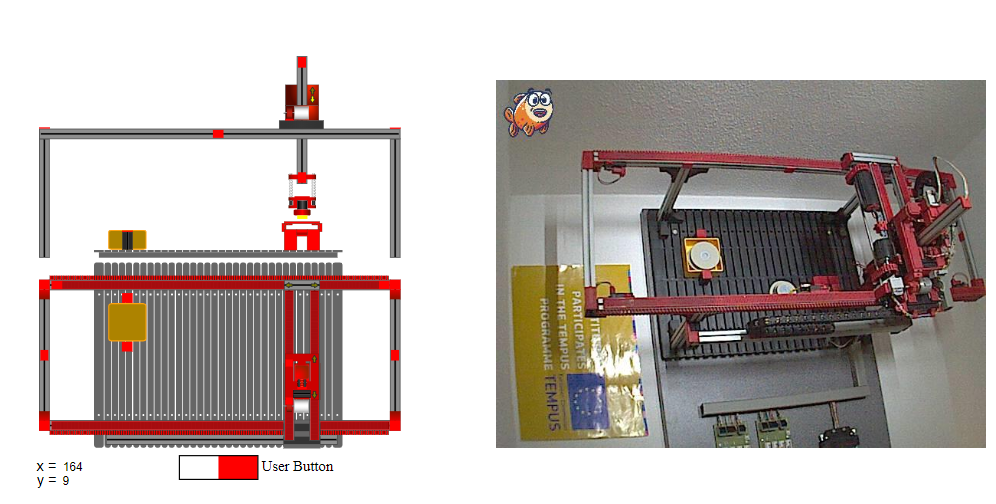 x = 164
y = 9
User Button
PARTICIPATES
IN THE TEMPUS
PROGRAMME TEMPUS